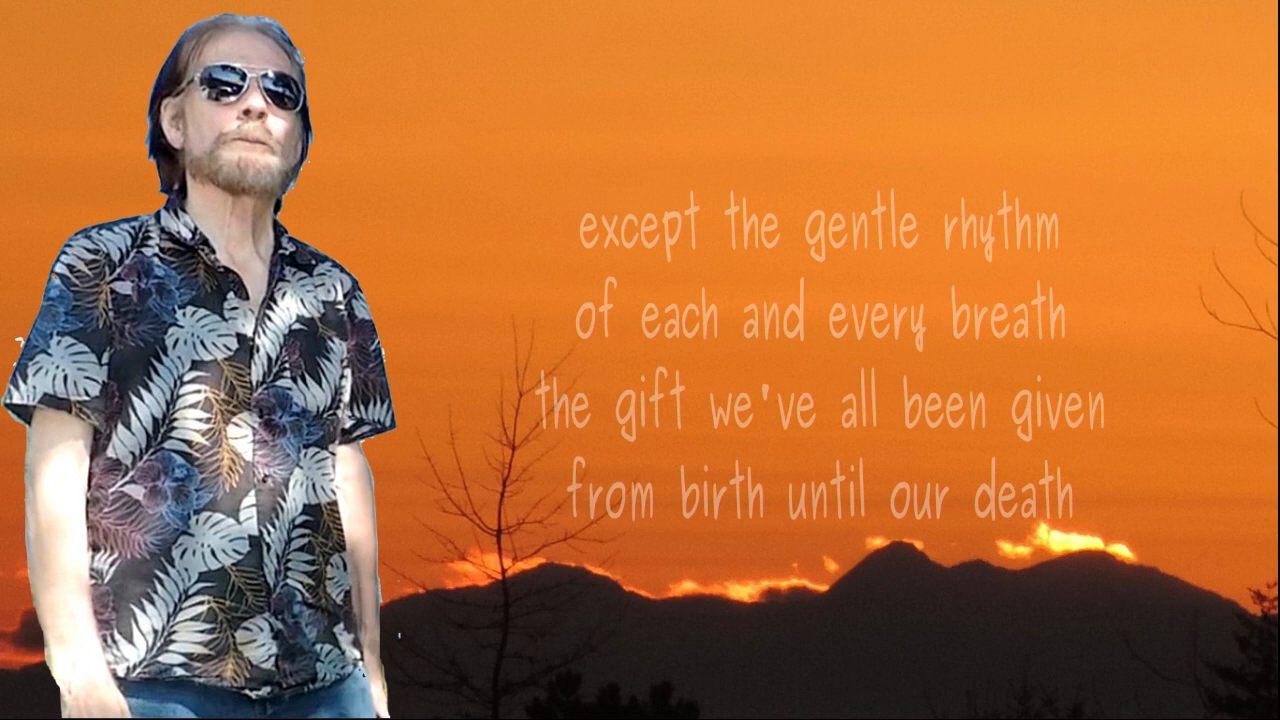 except the gentle rhythm
of each and every breath
the gift we've all been given
from birth until our death